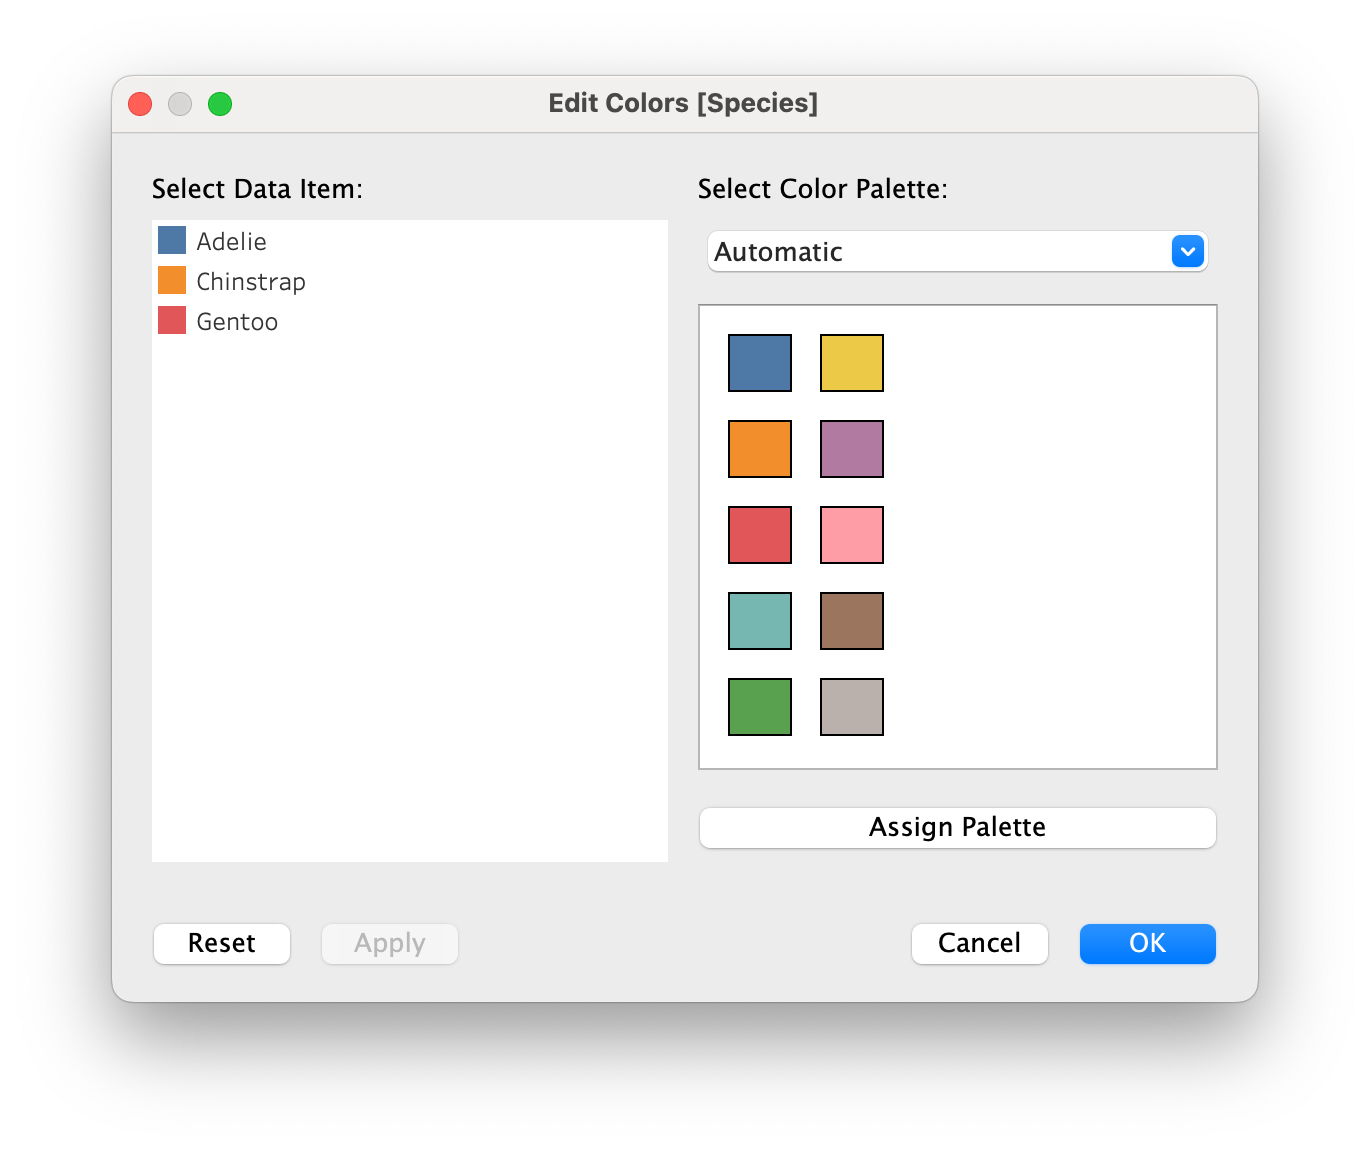 Edit Colors [Species]
Select Data Item:
Adelie
Chinstrap
Gentoo
Select Color Palette:
Automatic
Assign Palette
Reset
Apply
Cancel
OK